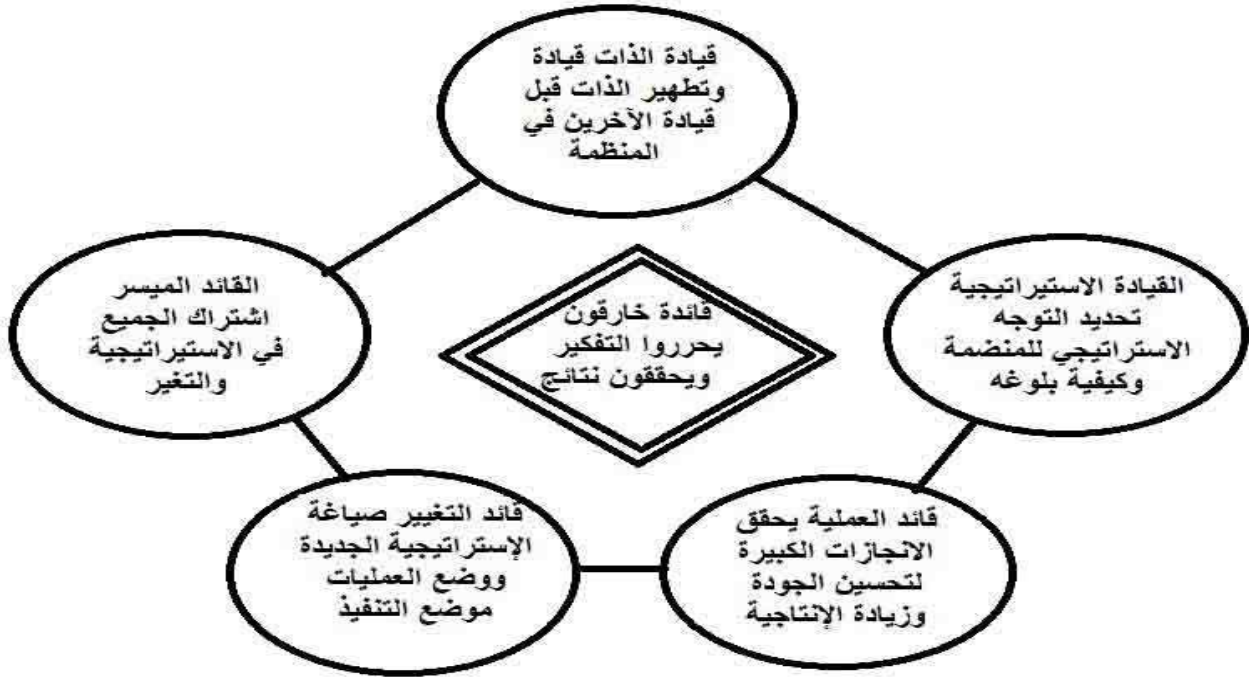 قيادة الذات قيادة
وتطهير الذات قبل
قيادة الآخرين في
المنظمة
القيادة الاستيراتيجية
تحديد التوجه
الاستراتيجي للمنضمة
وكيفية بلوغه
القائد الميسر
اشتراك الجميع
في الاستيراتيجية
والتغير
قائدة خارقون
يحرروا التفكير
ويحققون نتائج
قائد العملية يحقق
الانجازات الكبيرة
لتحسين الجودة
وزيادة الإنتاجية
قائد التغيير صياغة
الإستراتيجية الجديدة
ووضع العمليات
موضع التنفيذ